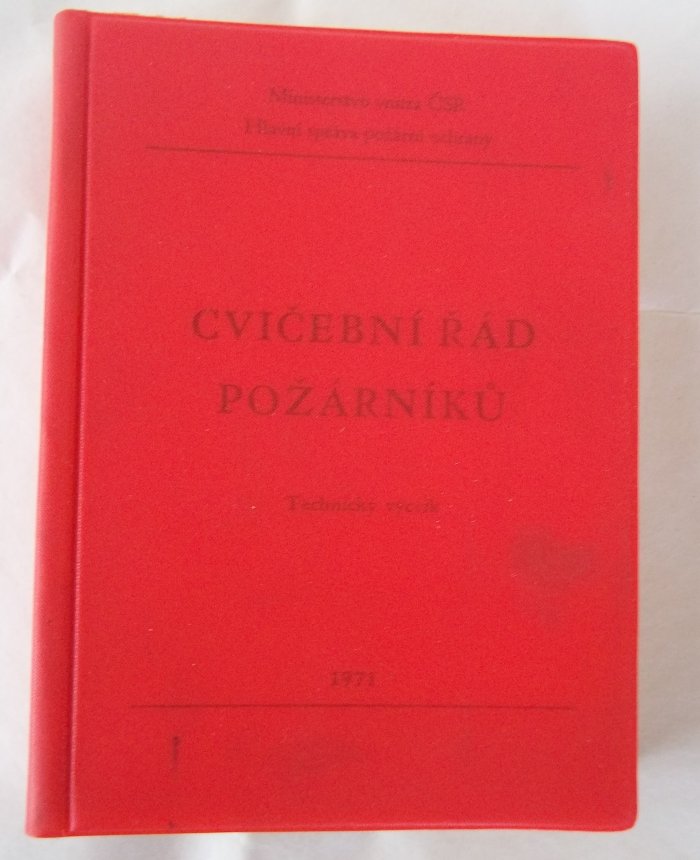 Ministerstvo vnitra ČSR
Hlavní správa požární ochrany
CVIČEBNÍ ŘÁD
POŽÁRNÍKŮ
Technický výcvik
1971